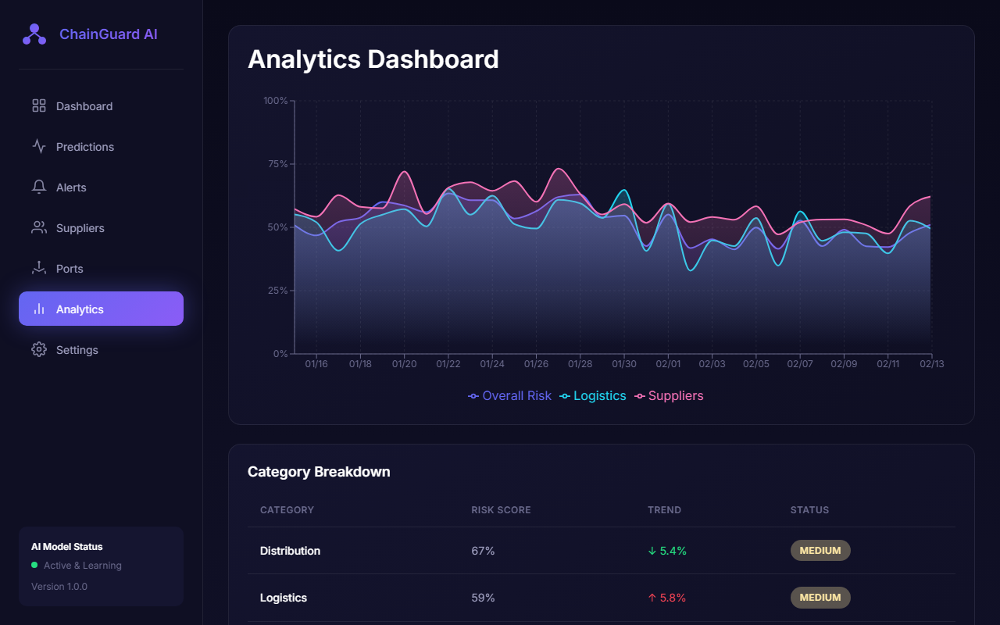 ChainGuard AI
Dashboard
Predictions
Alerts
Suppliers
Ports
Analytics
Settings
AI Model Status
Active & Learning
Version 1.0.0
Analytics Dashboard
100%
75%
50%
25%
0%
01/16 01/18 01/20 01/22 01/24 01/26 01/28 01/30 02/01 02/03 02/05 02/07 02/09 02/11 02/13
Overall Risk Logistics Suppliers
Category Breakdown
CATEGORY RISK SCORE TREND STATUS
Distribution 67% ↓ 5.4% MEDIUM
Logistics 59% ↑ 5.8% MEDIUM